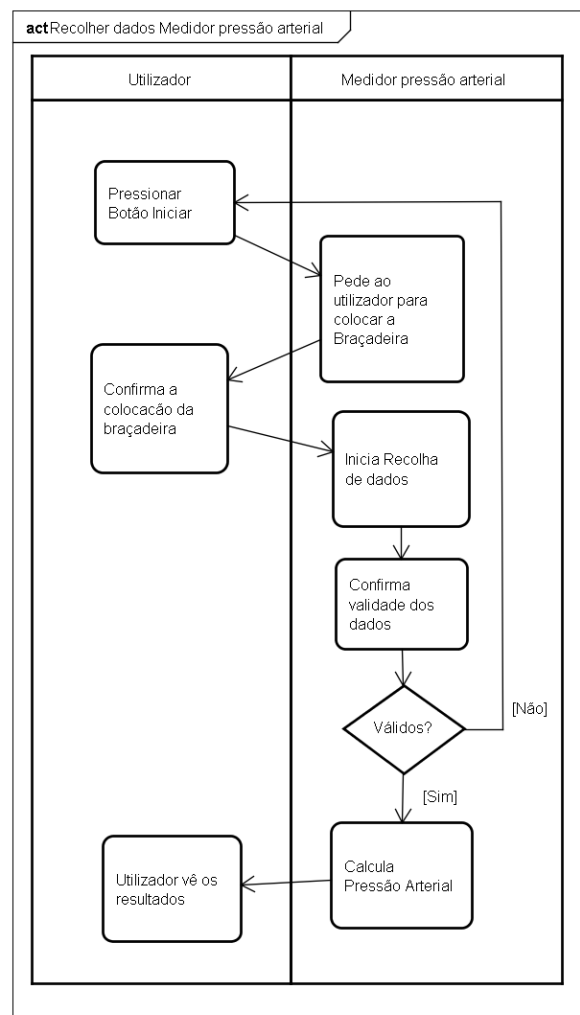 act Recolher dados Medidor pressão arterial
Utilizador
Medidor pressão arterial
Pressionar
Botão Iniciar
Pede ao
utilizador para
colocar a
Braçadeira
Confirma a
colocacão da
braçadeira
Inicia Recolha
de dados
Confirma
validade dos
dados
Válidos?
[Não]
[Sim]
Calcula
Pressão Arterial
Utilizador vê os
resultados